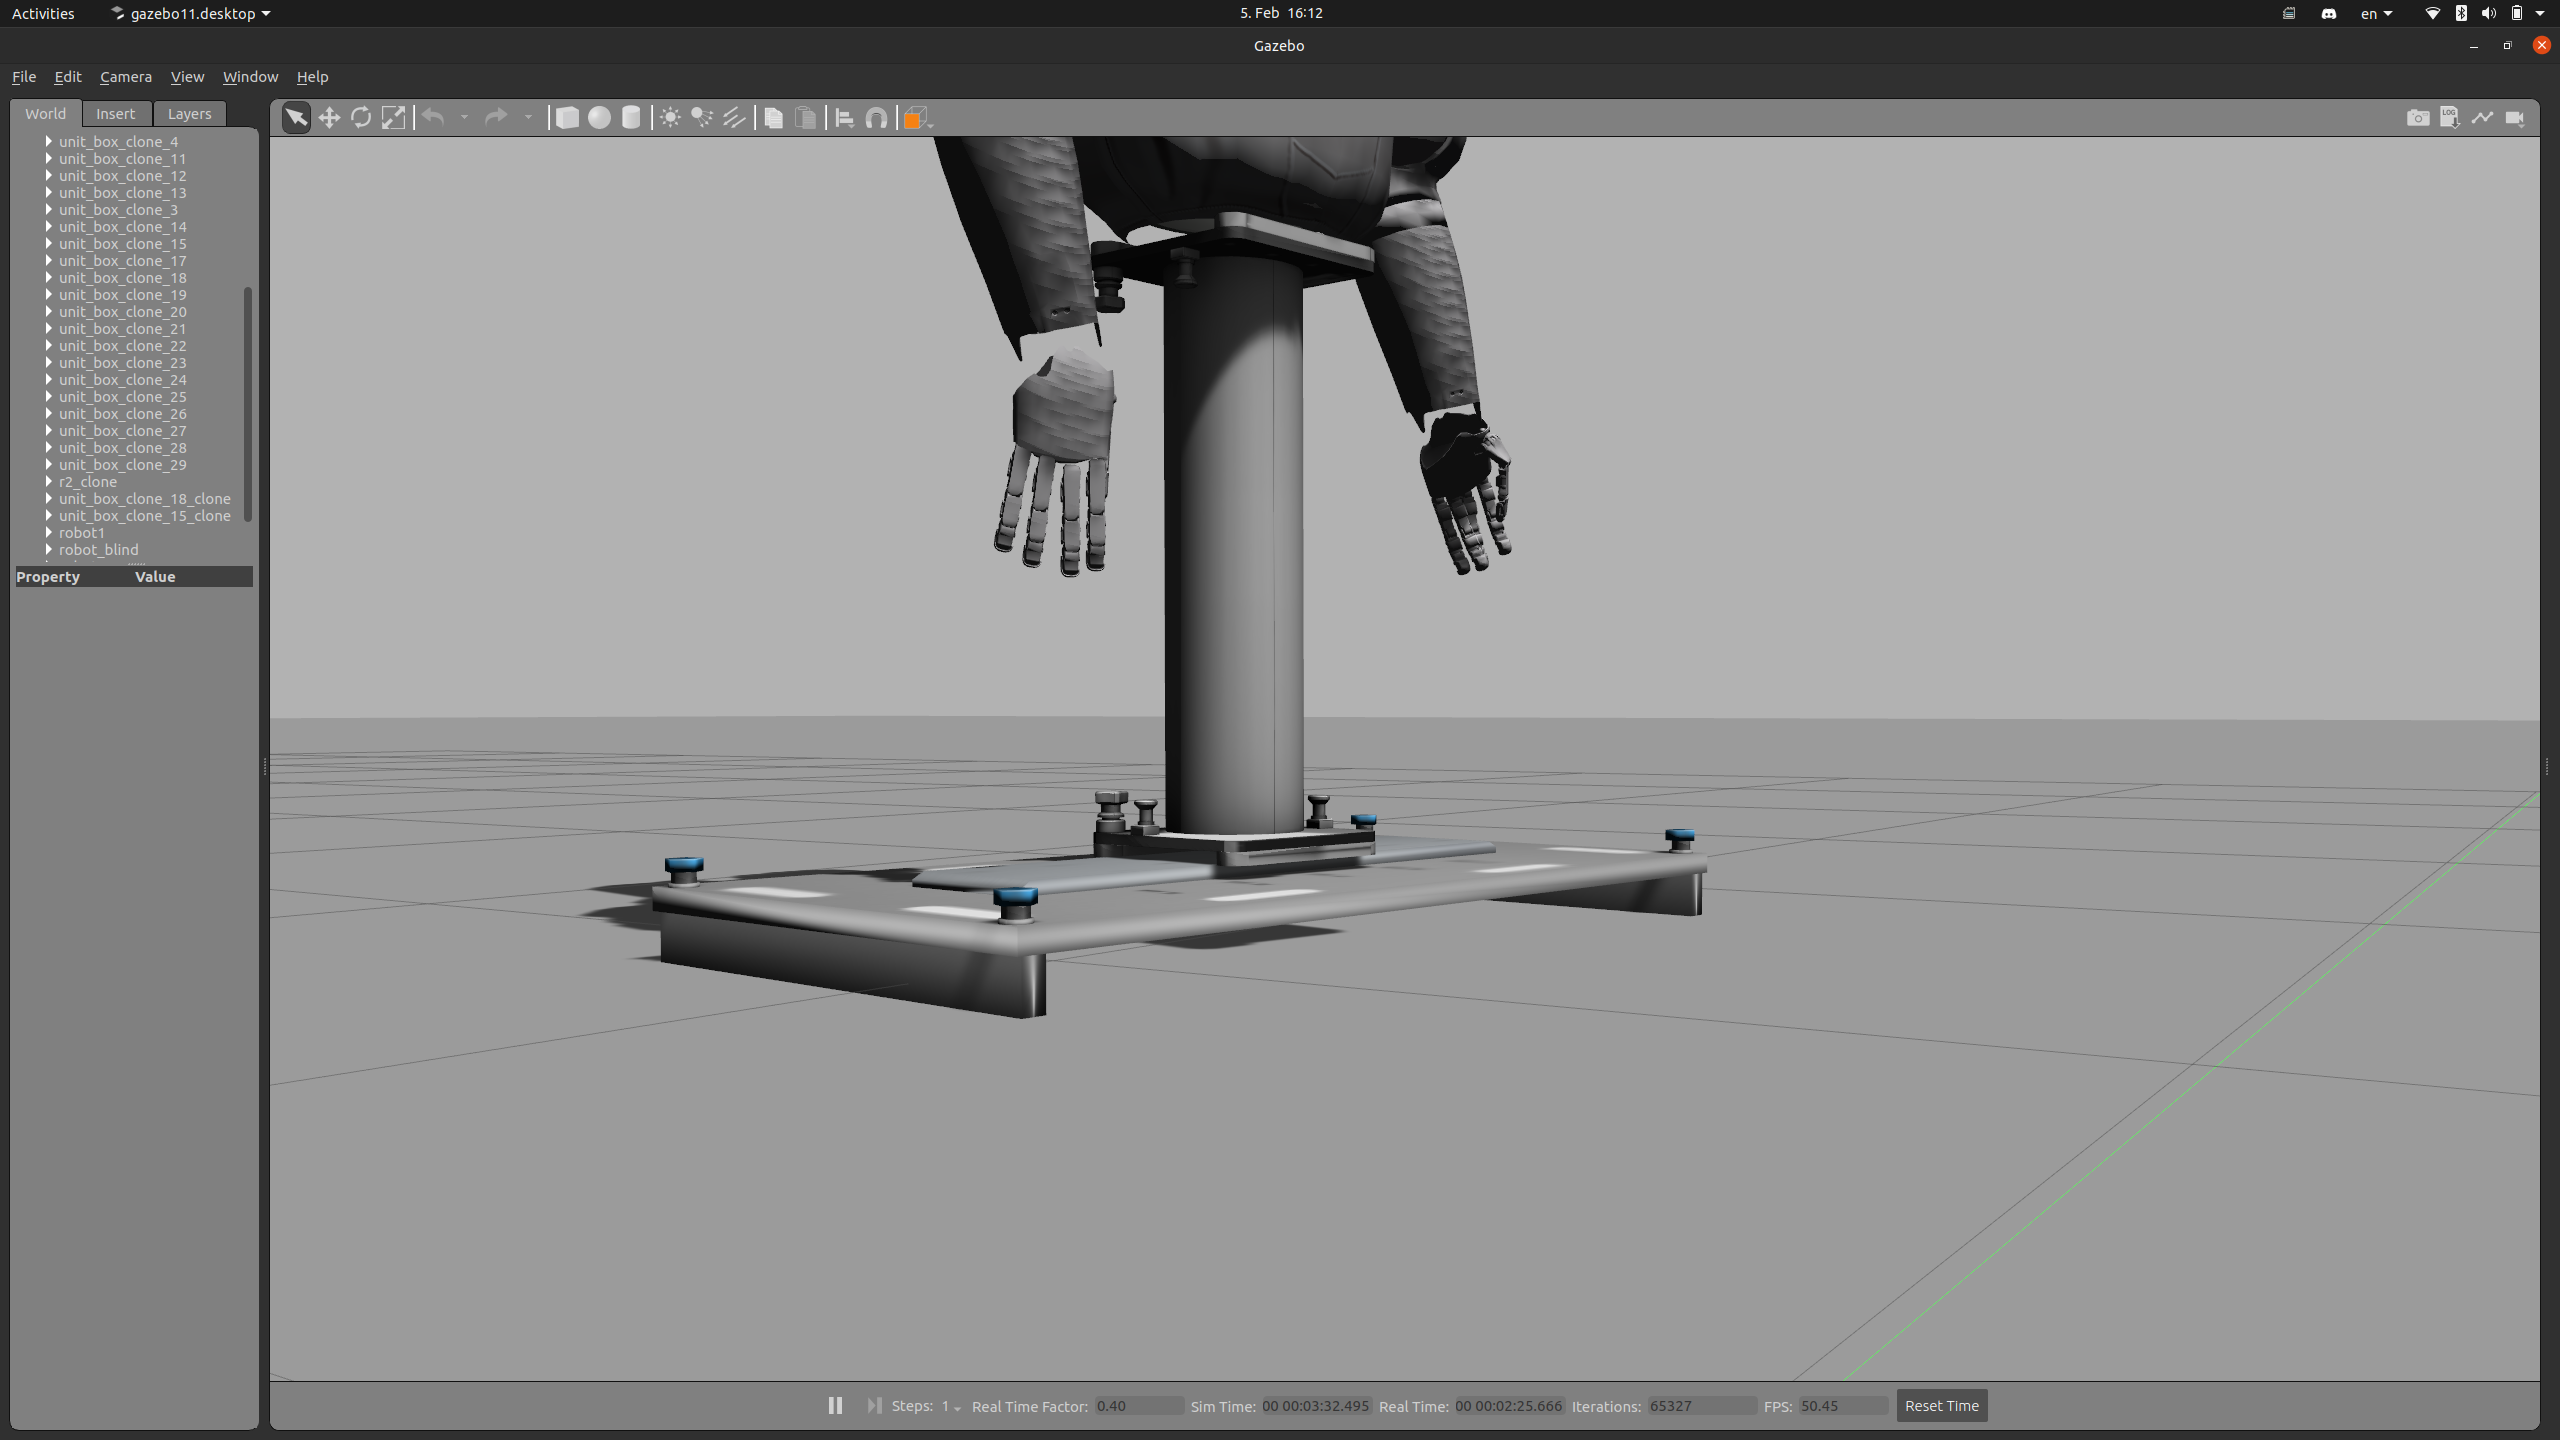 Activities gazebo11.desktop 5. Feb 16:12 en
Gazebo
File Edit Camera View Window Help
World Insert Layers
LOG
unit_box_clone_4
unit_box_clone_11
unit_box_clone_12
unit_box_clone_13
unit_box_clone_3
unit_box_clone_14
unit_box_clone_15
unit_box_clone_17
unit_box_clone_18
unit_box_clone_19
unit_box_clone_20
unit_box_clone_21
unit_box_clone_22
unit_box_clone_23
unit_box_clone_24
unit_box_clone_25
unit_box_clone_26
unit_box_clone_27
unit_box_clone_28
unit_box_clone_29
r2_clone
unit_box_clone_18_clone
unit_box_clone_15_clone
robot1
robot_blind
Property Value
Steps: 1 Real Time Factor: 0.40 Sim Time: 00 00:03:32.495 Real Time: 00 00:02:25.666 Iterations: 65327 FPS: 50.45 Reset Time